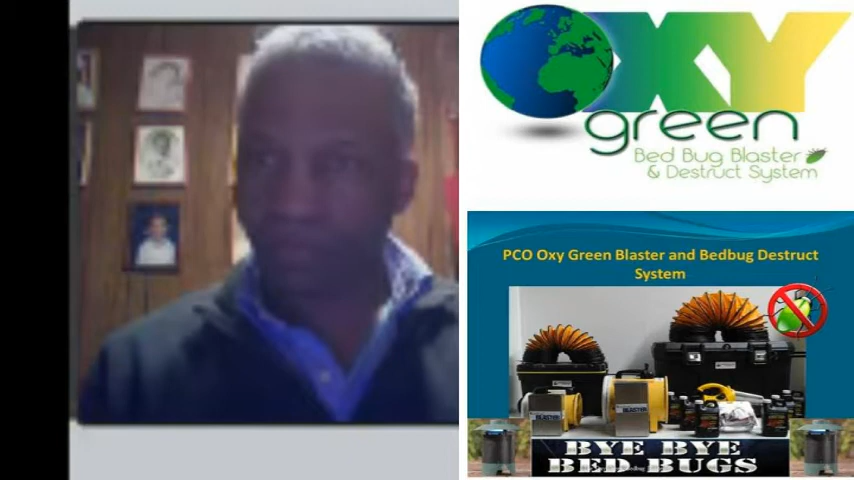 OXY
green
Bed Bug Blaster
& Destruct System
PCO Oxy Green Blaster and Bedbug Destruct
System
BLASTER
BYE BYE
BED BUGS